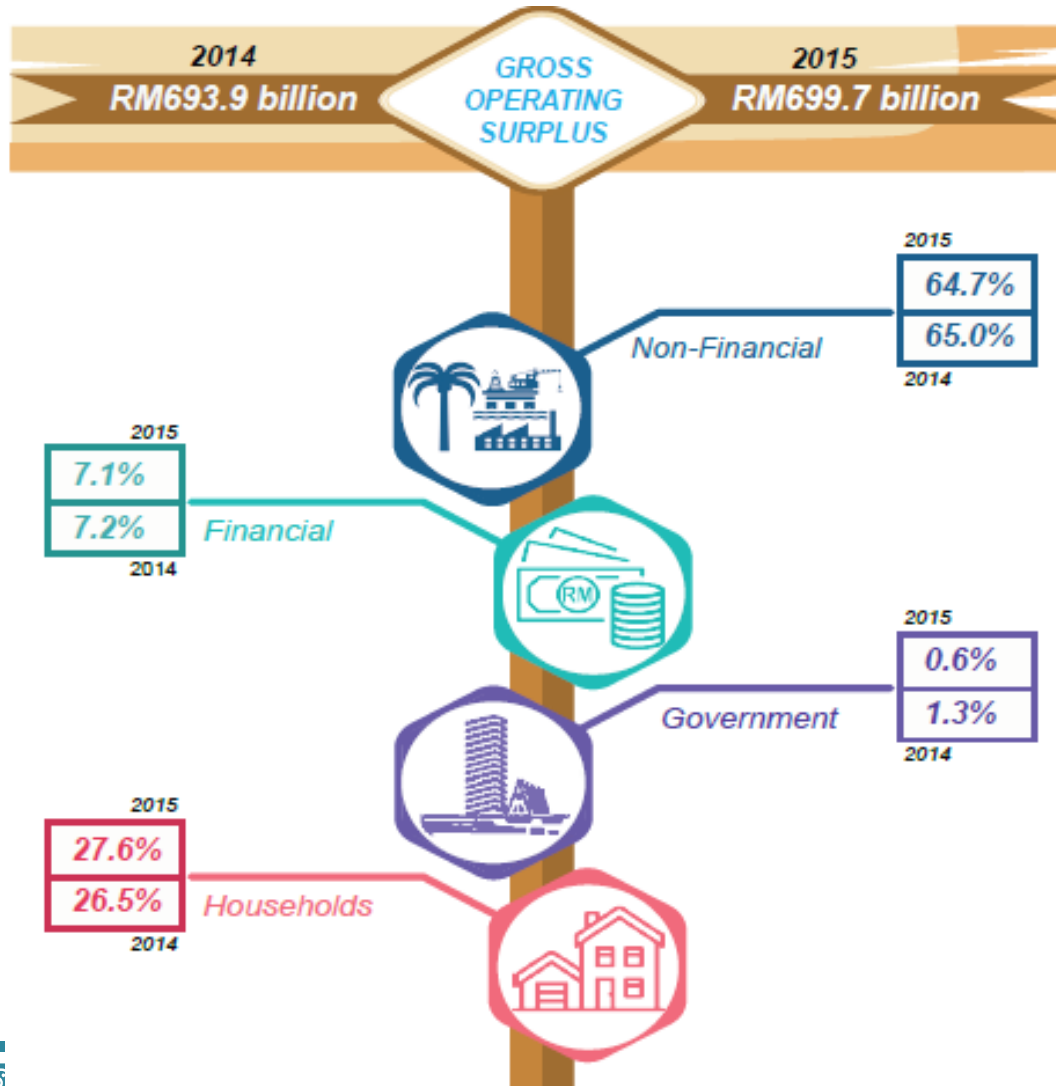 2014
RM693.9 billion
GROSS
OPERATING
SURPLUS
2015
RM699.7 billion
2015
64.7%
65.0%
2014
Non-Financial
2015
7.1%
7.2%
2014
Financial
RM
2015
0.6%
1.3%
2014
Government
2015
27.6%
26.5%
2014
Households